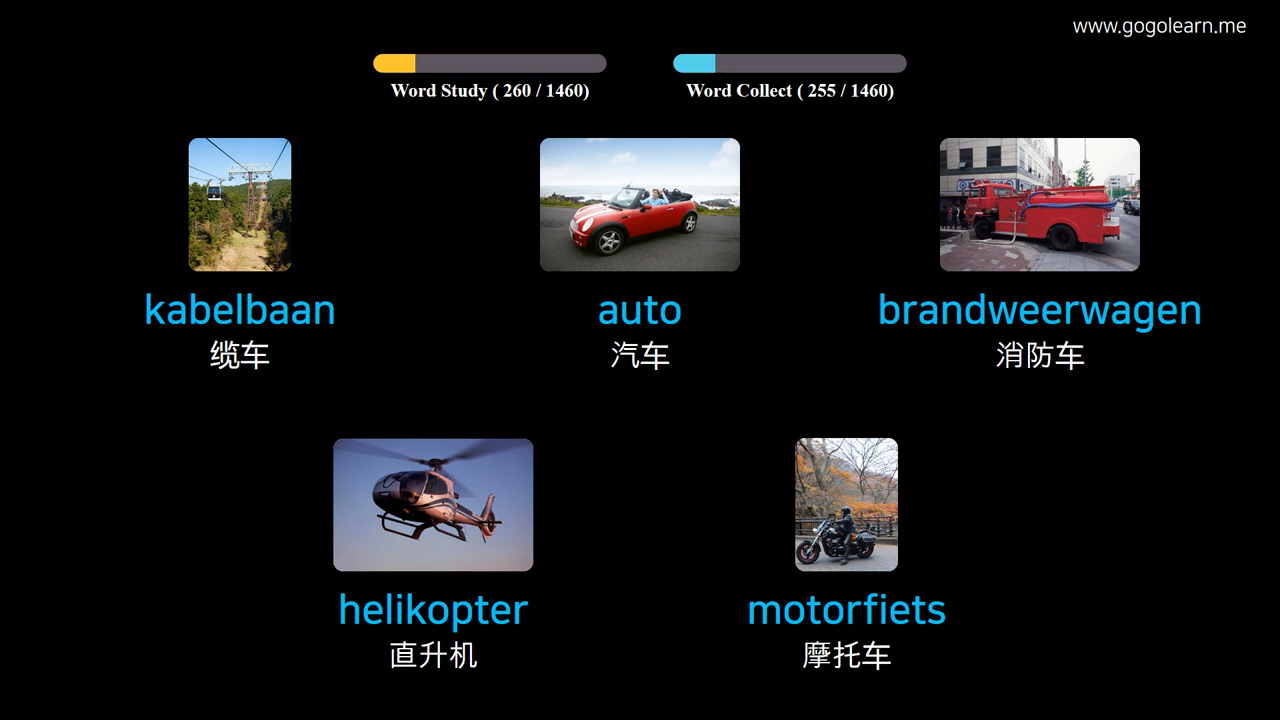 www.gogolearn.me
Word Study ( 260 / 1460)
Word Collect ( 255 / 1460)
kabelbaan
缆车
auto
汽车
brandweerwagen
消防车
helikopter
直升机
motorfiets
摩托车